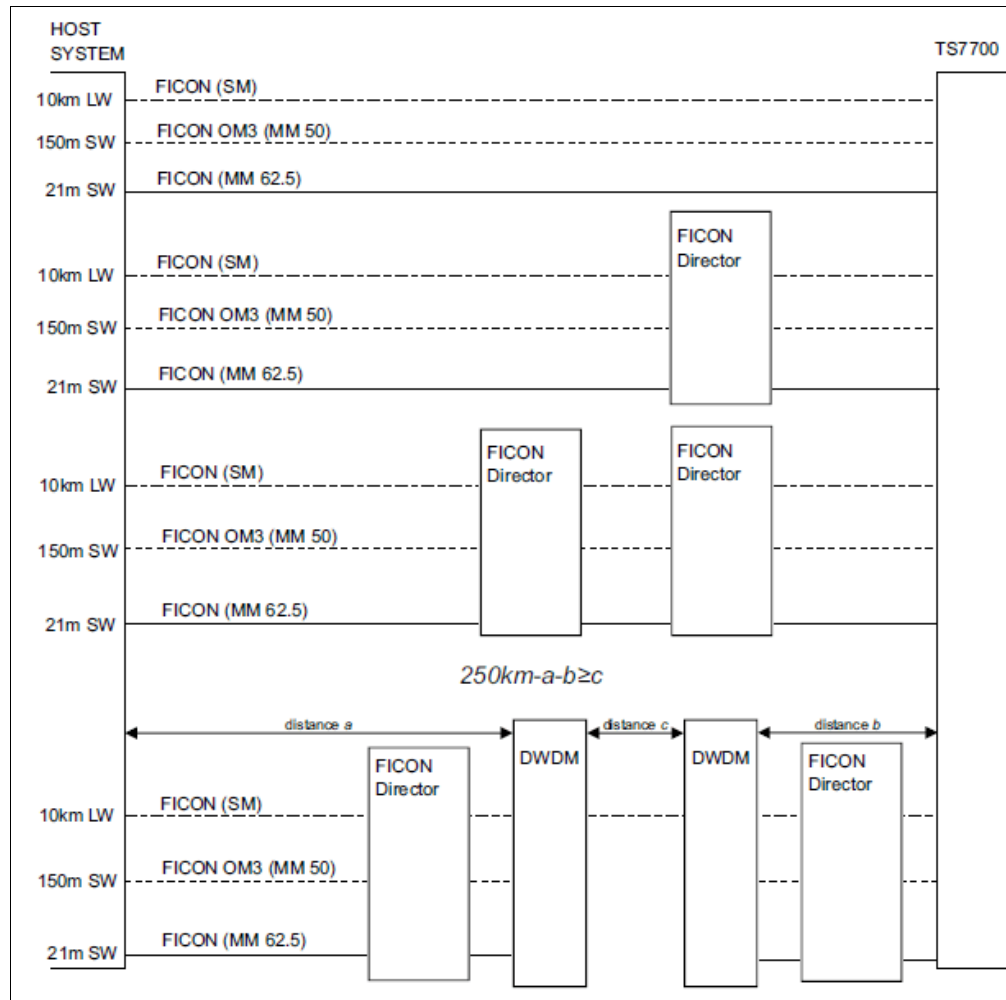 HOST
SYSTEM
TS7700
10km LW
FICON (SM)
150m SW
FICON OM3 (MM 50)
21m SW
FICON (MM 62.5)
FICON
Director
10km LW
FICON (SM)
150m SW
FICON OM3 (MM 50)
21m SW
FICON (MM 62.5)
FICON
Director
FICON
Director
10km LW
FICON (SM)
150m SW
FICON OM3 (MM 50)
21m SW
FICON (MM 62.5)
250km-a-b≥c
distance a
distance c
distance b
FICON
Director
DWDM
DWDM
FICON
Director
10km LW
FICON (SM)
150m SW
FICON OM3 (MM 50)
21m SW
FICON (MM 62.5)